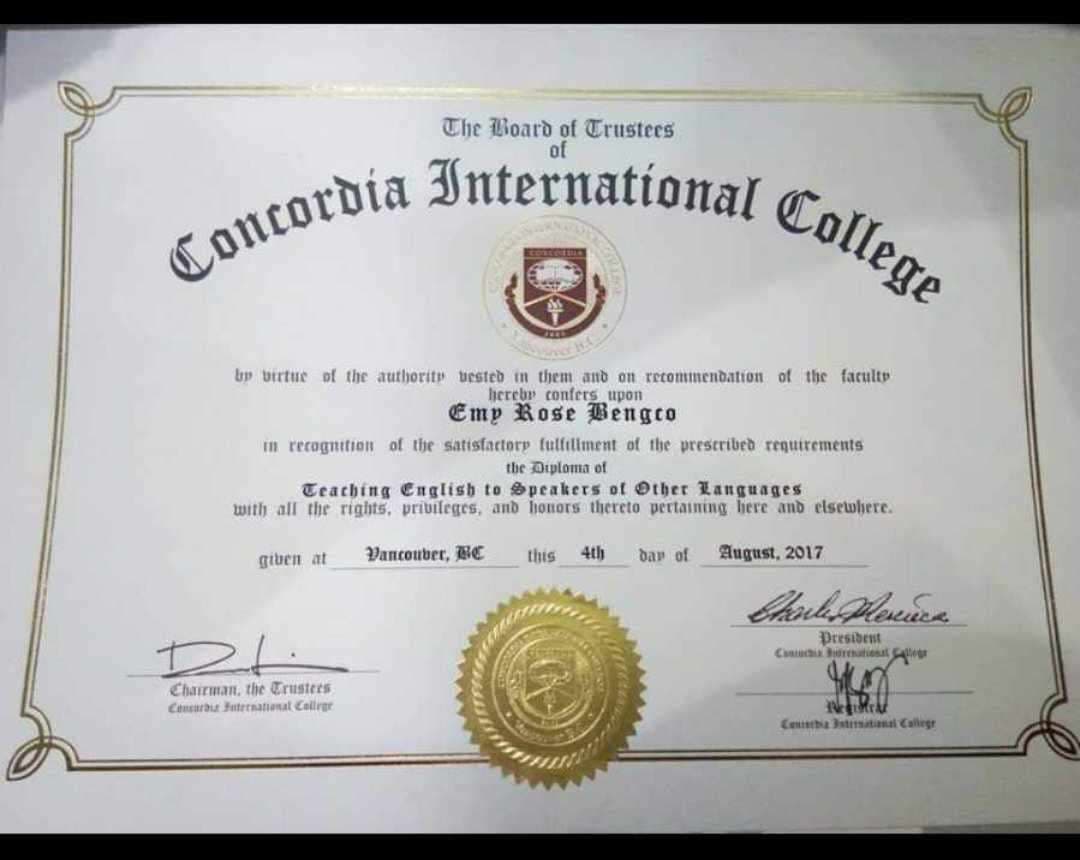 The Board of Trustees
of
Concordia International College
CONCORDIA
Vancouver B.C.
by virtue of the authority vested in them and on recommendation of the faculty
hereby confers upon
Emy Rose Bengco
in recognition of the satisfactory fulfillment of the prescribed requirements
the Diploma of
Teaching English to Speakers of Other Languages
with all the rights, privileges, and honors thereto pertaining here and elsewhere.
given at Vancouver, BC this 4th day of August, 2017
Chairman, the Trustees
Concordia International College
President
Concordia International College
Registrar
Concordia International College